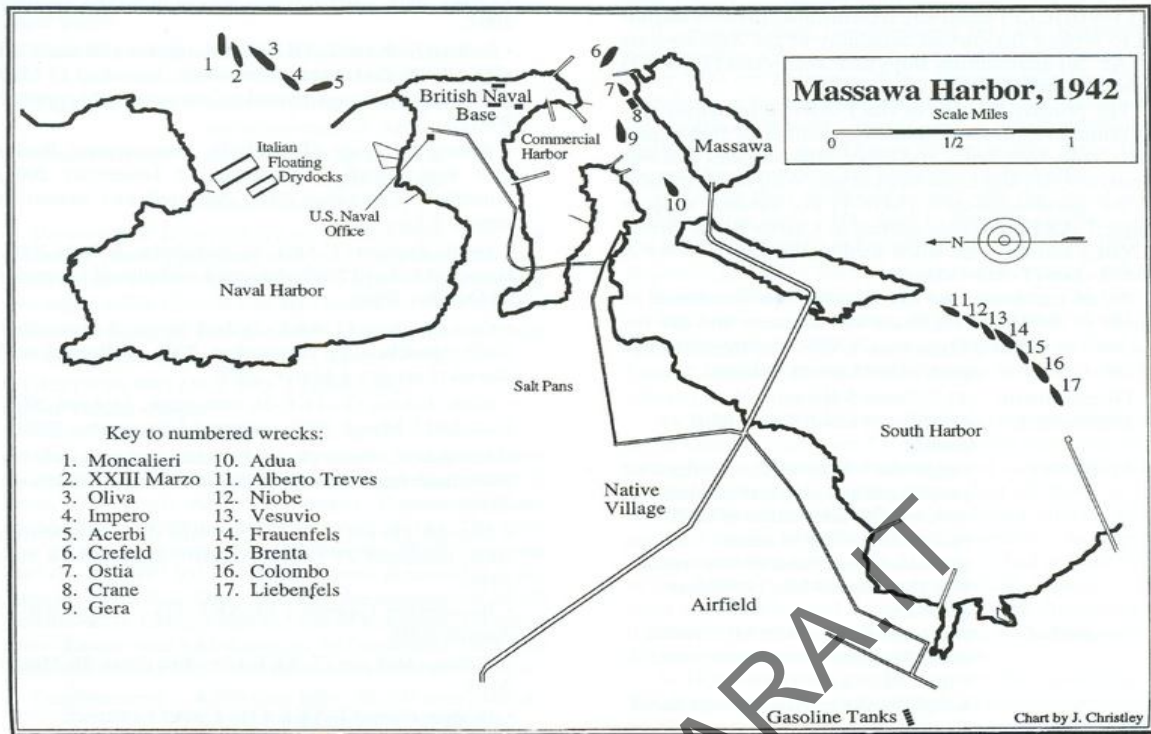 Massawa Harbor, 1942
Scale Miles
0 1/2 1
N
1
2
3
4
5
6
7
8
9
10
British Naval
Base
Commercial
Harbor
Massawa
Italian
Floating
Drydocks
U.S. Naval
Office
Naval Harbor
Salt Pans
11
12
13
14
15
16
17
South Harbor
Native
Village
Airfield
Gasoline Tanks
Key to numbered wrecks:
1. Moncalieri
2. XXIII Marzo
3. Oliva
4. Impero
5. Acerbi
6. Crefeld
7. Ostia
8. Crane
9. Gera
10. Adua
11. Alberto Treves
12. Niobe
13. Vesuvio
14. Frauenfels
15. Brenta
16. Colombo
17. Liebenfels
Chart by J. Christley